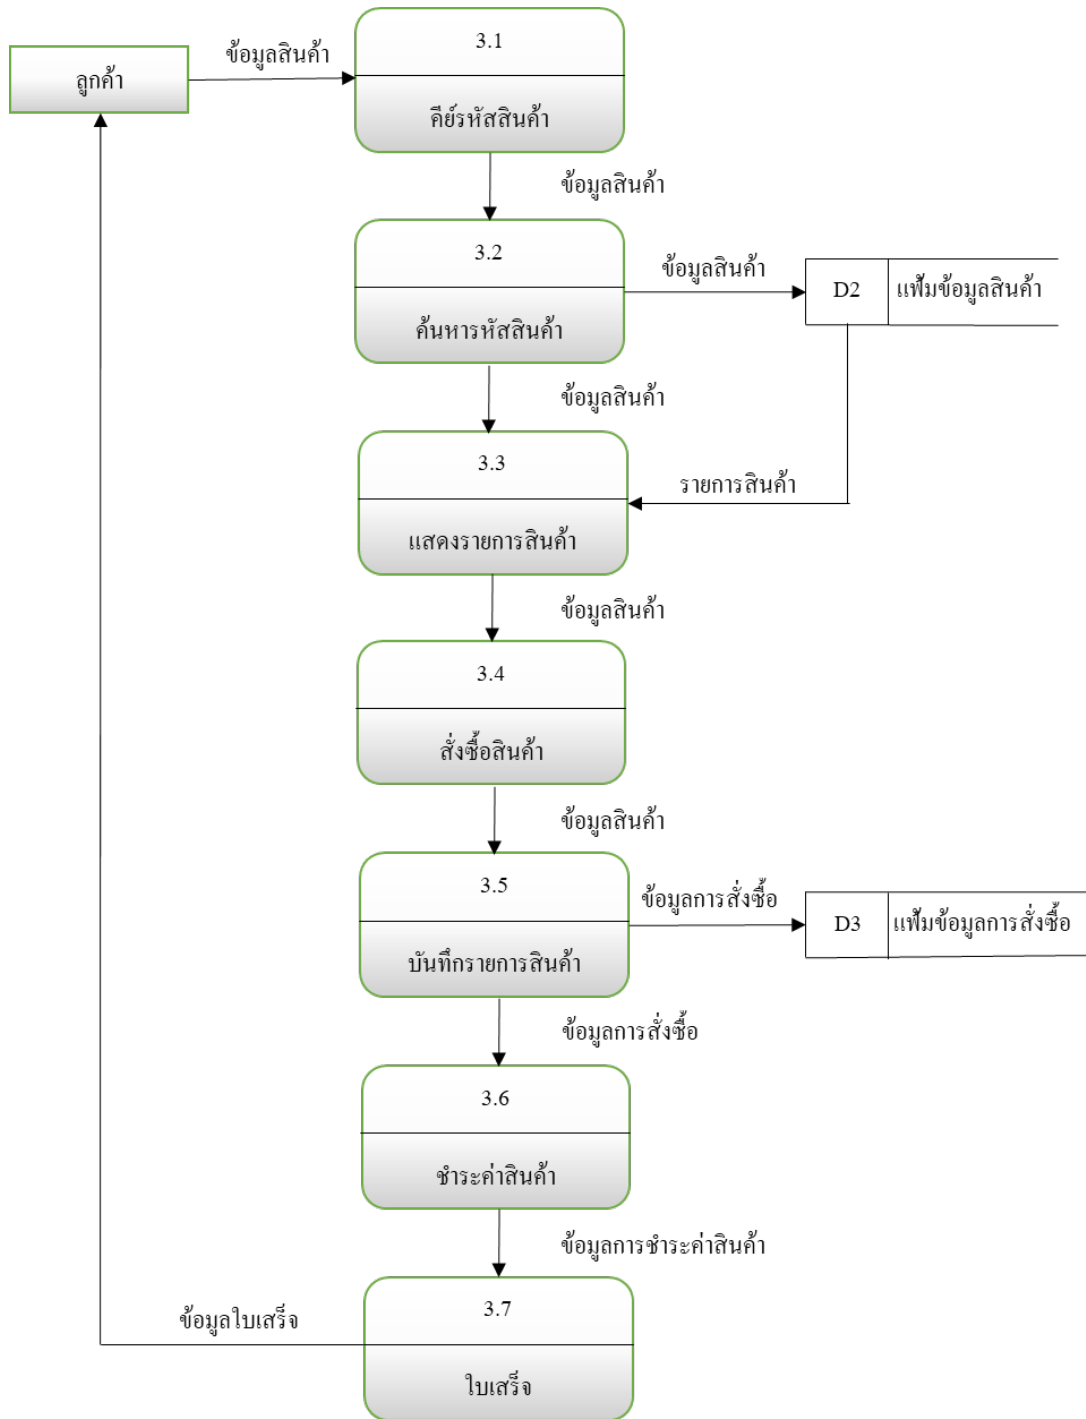 ลูกค้า
ข้อมูลสินค้า
3.1
คีย์รหัสสินค้า
ข้อมูลสินค้า
3.2
ค้นหารหัสสินค้า
ข้อมูลสินค้า
D2
แฟ้มข้อมูลสินค้า
ข้อมูลสินค้า
3.3
แสดงรายการสินค้า
รายการสินค้า
ข้อมูลสินค้า
3.4
สั่งซื้อสินค้า
ข้อมูลสินค้า
3.5
บันทึกรายการสินค้า
ข้อมูลการสั่งซื้อ
D3
แฟ้มข้อมูลการสั่งซื้อ
ข้อมูลการสั่งซื้อ
3.6
ชำระค่าสินค้า
ข้อมูลการชำระค่าสินค้า
3.7
ใบเสร็จ
ข้อมูลใบเสร็จ